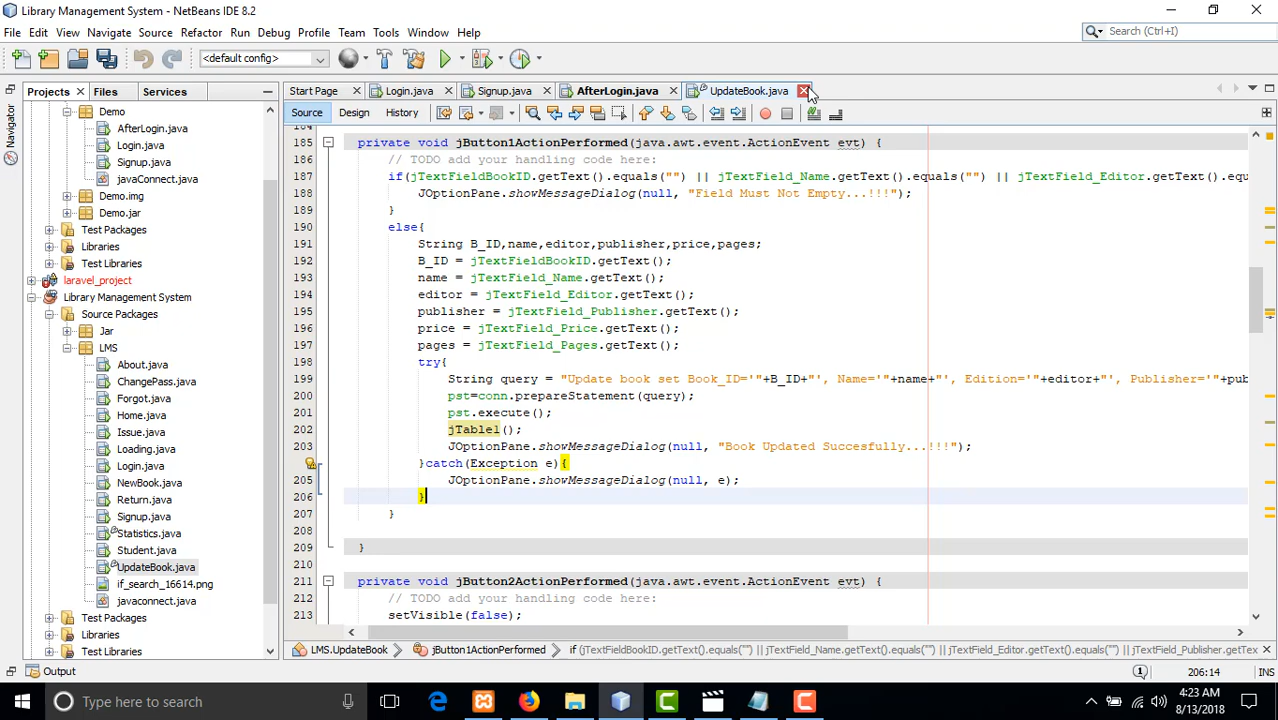 Library Management System - NetBeans IDE 8.2
File Edit View Navigate Source Refactor Run Debug Profile Team Tools Window Help
Search (Ctrl+I)
<default config>
Projects Files Services
Start Page Login.java Signup.java AfterLogin.java UpdateBook.java
Source Design History
Navigator
Demo
AfterLogin.java
Login.java
Signup.java
javaConnect.java
Demo.img
Demo.jar
Test Packages
Libraries
Test Libraries
laravel_project
Library Management System
Source Packages
Jar
LMS
About.java
ChangePass.java
Forgot.java
Home.java
Issue.java
Loading.java
Login.java
NewBook.java
Return.java
Signup.java
Statistics.java
Student.java
UpdateBook.java
if_search_16614.png
javaconnect.java
Test Packages
Libraries
Test Libraries
184
185 private void jButton1ActionPerformed(java.awt.event.ActionEvent evt) {
186 // TODO add your handling code here:
187 if(jTextFieldBookID.getText().equals("") || jTextField_Name.getText().equals("") || jTextField_Editor.getText().equ
188 JOptionPane.showMessageDialog(null, "Field Must Not Empty...!!!");
189 }
190 else{
191 String B_ID,name,editor,publisher,price,pages;
192 B_ID = jTextFieldBookID.getText();
193 name = jTextField_Name.getText();
194 editor = jTextField_Editor.getText();
195 publisher = jTextField_Publisher.getText();
196 price = jTextField_Price.getText();
197 pages = jTextField_Pages.getText();
198 try{
199 String query = "Update book set Book_ID='"+B_ID+"', Name='"+name+"', Edition='"+editor+"', Publisher='"+pub
200 pst=conn.prepareStatement(query);
201 pst.execute();
202 jTable1();
203 JOptionPane.showMessageDialog(null, "Book Updated Succesfully...!!!");
}catch(Exception e){
205 JOptionPane.showMessageDialog(null, e);
206 }
207 }
208
209 }
210
211 private void jButton2ActionPerformed(java.awt.event.ActionEvent evt) {
212 // TODO add your handling code here:
213 setVisible(false);
LMS.UpdateBook jButton1ActionPerformed if (jTextFieldBookID.getText().equals("") || jTextField_Name.getText().equals("") || jTextField_Editor.getText().equals("") || jTextField_Publisher.getTex
Output
206:14 INS
Type here to search
4:23 AM
8/13/2018